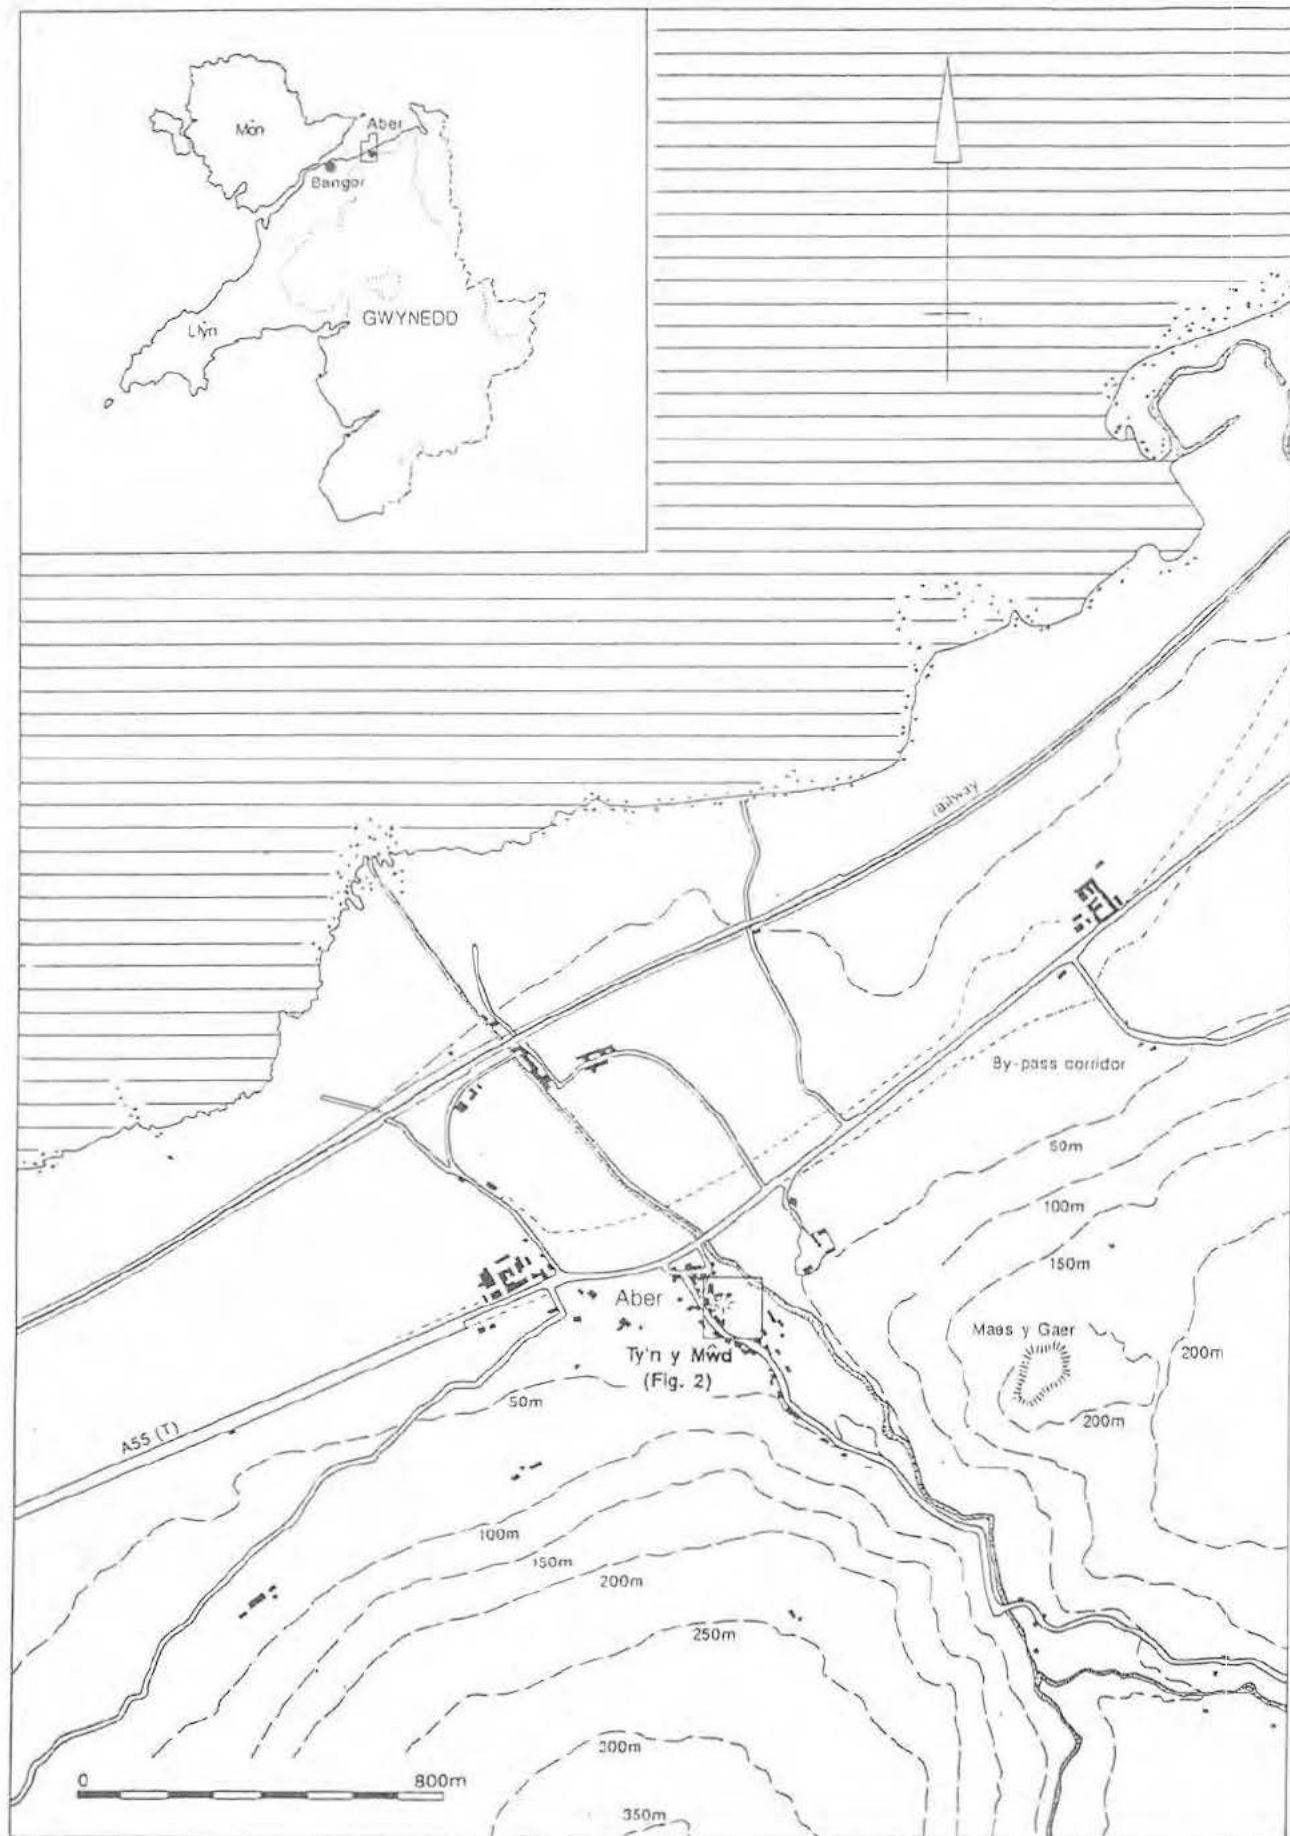 Môn
Aber
Bangor
Llŷn
GWYNEDD
railway
By-pass corridor
50m
100m
150m
Aber
Maes y Gaer
200m
Ty'n y Mŵd
(Fig. 2)
50m
200m
A55 (T)
100m
150m
200m
250m
300m
0 800m
350m